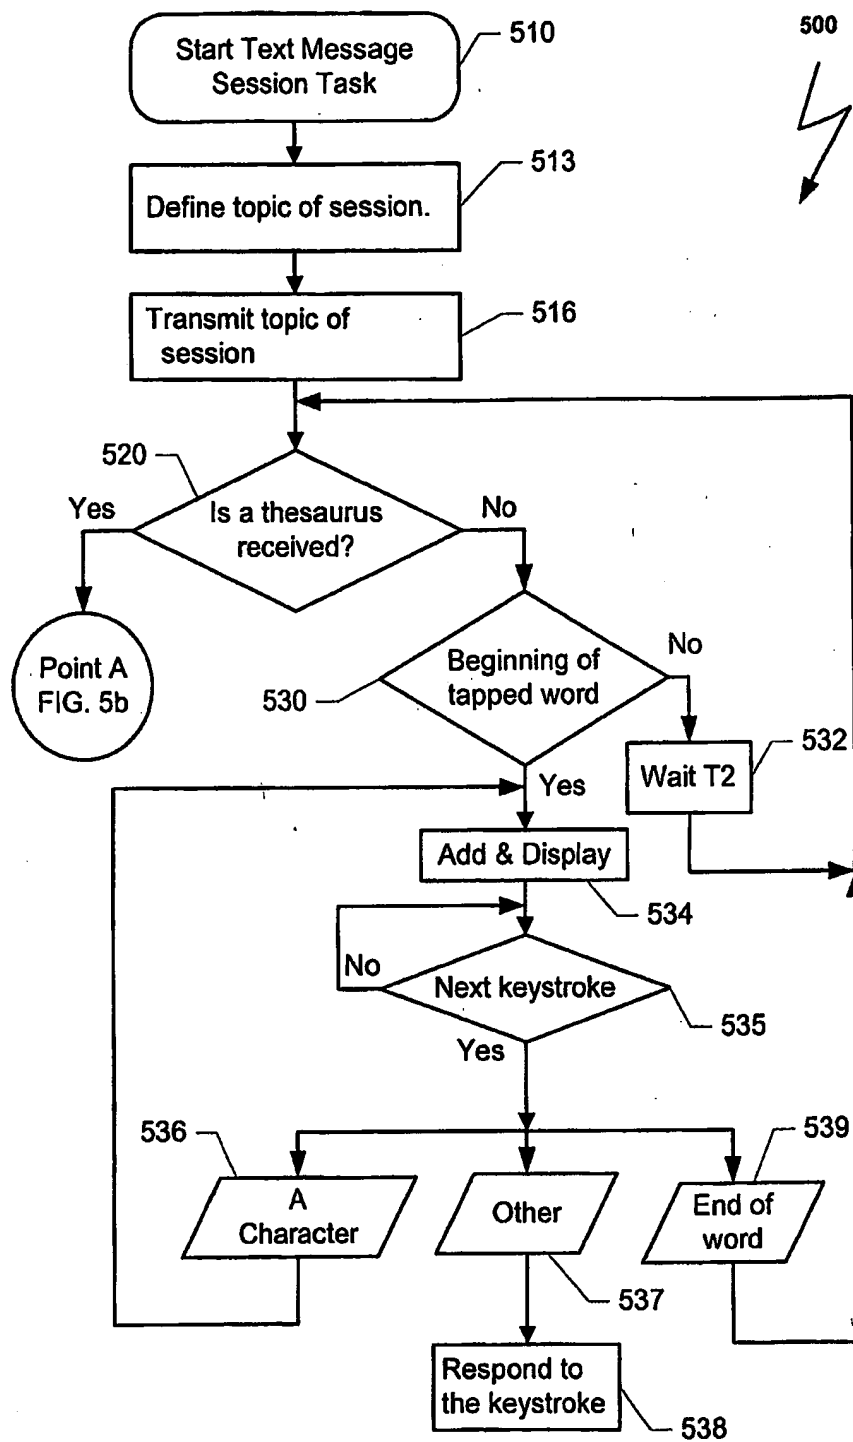 500
510
Start Text Message
Session Task
513
Define topic of session.
516
Transmit topic of
session
520
Yes
Is a thesaurus
received?
No
Point A
FIG. 5b
Beginning of
tapped word
No
530
532
Wait T2
Yes
Add & Display
534
No
Next keystroke
535
Yes
536
539
A
Character
Other
End of
word
537
Respond to
the keystroke
538